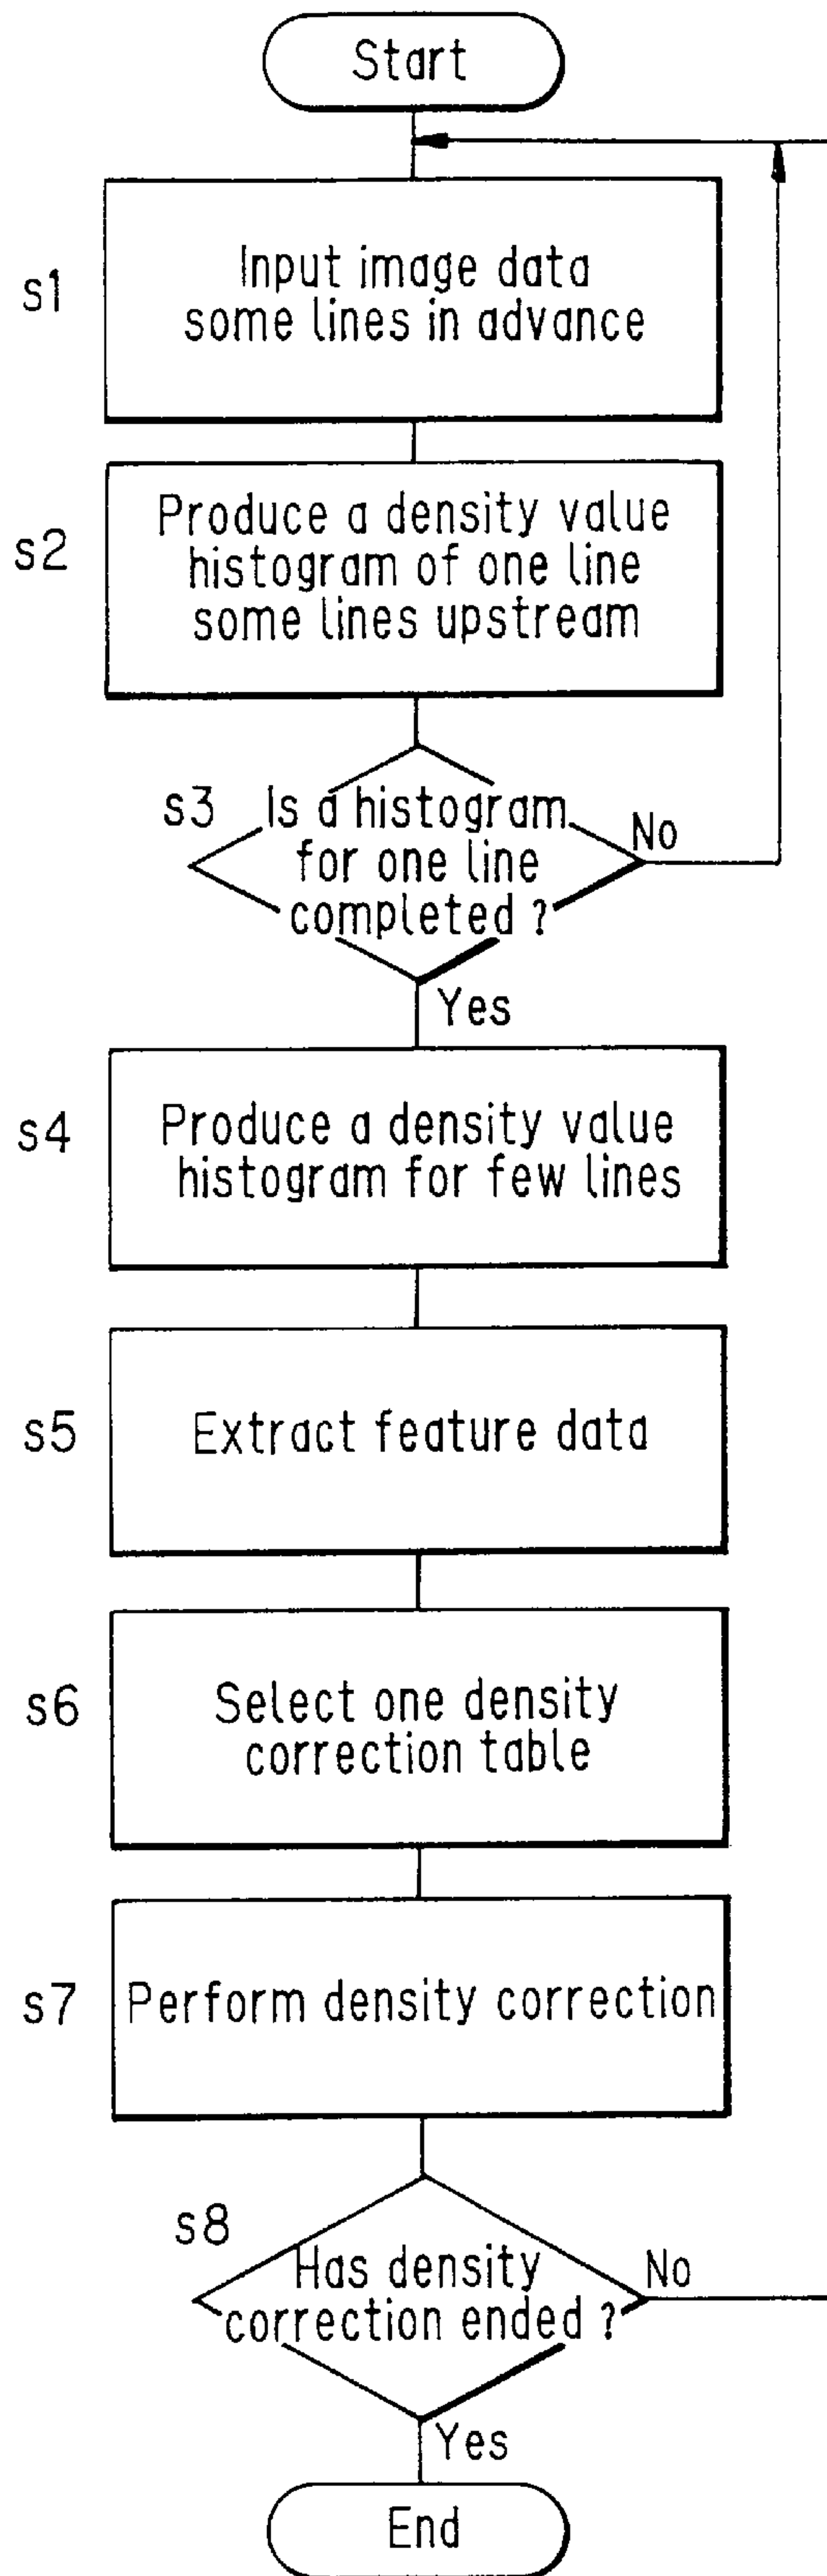 Start
s1
Input image data
some lines in advance
s2
Produce a density value
histogram of one line
some lines upstream
s3
Is a histogram
for one line
completed ?
No
Yes
s4
Produce a density value
histogram for few lines
s5
Extract feature data
s6
Select one density
correction table
s7
Perform density correction
s8
Has density
correction ended ?
No
Yes
End